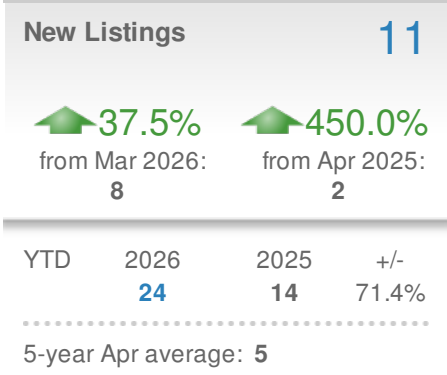 New Listings 11
37.5% 450.0%
from Mar 2026: from Apr 2025:
8 2
YTD 2026 2025 +/-
24 14 71.4%
5-year Apr average: 5